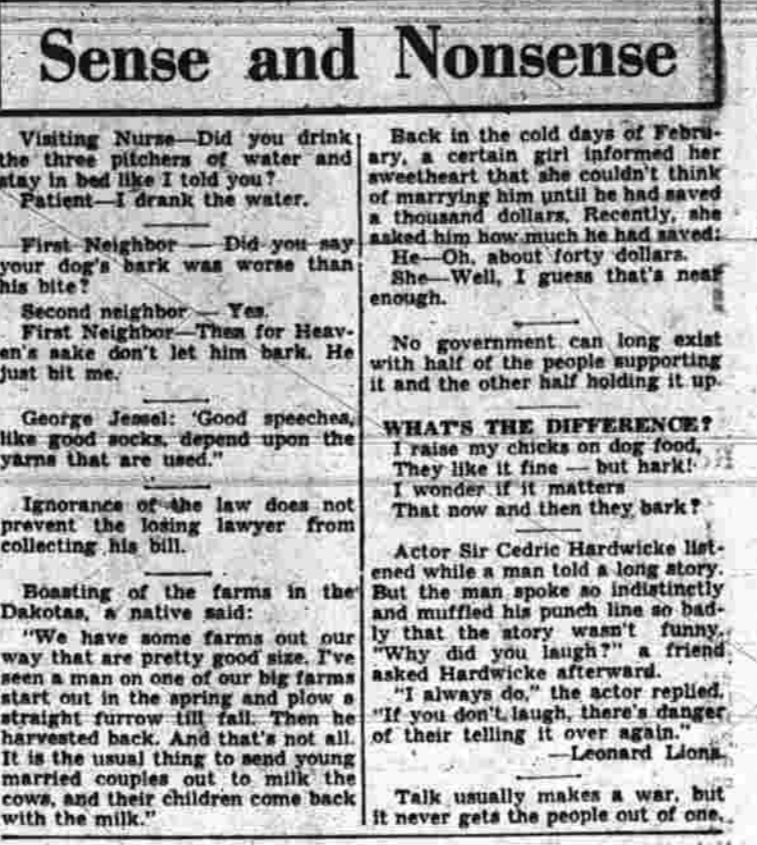 Sense and Nonsense
Visiting Nurse—Did you drink
the three pitchers of water and
stay in bed like I told you?
Patient—I drank the water.
First Neighbor — Did you say
your dog's bark was worse than
his bite?
Second neighbor — Yes.
First Neighbor—Then for Heav-
en's sake don't let him bark. He
just bit me.
George Jessel: 'Good speeches,
like good socks, depend upon the
yarns that are used."
Ignorance of the law does not
prevent the losing lawyer from
collecting his bill.
Boasting of the farms in the
Dakotas, a native said:
"We have some farms out our
way that are pretty good size. I've
seen a man on one of our big farms
start out in the spring and plow a
straight furrow till fall. Then he
harvested back. And that's not all.
It is the usual thing to send young
married couples out to milk the
cows, and their children come back
with the milk."
Back in the cold days of Febru-
ary, a certain girl informed her
sweetheart that she couldn't think
of marrying him until he had saved
a thousand dollars. Recently, she
asked him how much he had saved:
He—Oh, about forty dollars.
She—Well, I guess that's near
enough.
No government can long exist
with half of the people supporting
it and the other half holding it up.
WHAT'S THE DIFFERENCE?
I raise my chicks on dog food,
They like it fine — but hark!
I wonder if it matters
That now and then they bark?
Actor Sir Cedric Hardwicke list-
ened while a man told a long story.
But the man spoke so indistinctly
and muffled his punch line so bad-
ly that the story wasn't funny.
"Why did you laugh?" a friend
asked Hardwicke afterward.
"I always do," the actor replied.
"If you don't laugh, there's danger
of their telling it over again."
—Leonard Lions.
Talk usually makes a war, but
it never gets the people out of one.